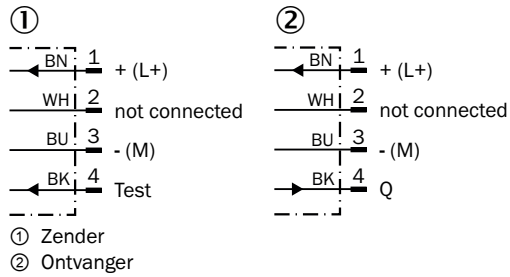 ① ②
BN 1 + (L+) BN 1 + (L+)
WH 2 not connected WH 2 not connected
BU 3 - (M) BU 3 - (M)
BK 4 Test BK 4 Q
① Zender
② Ontvanger